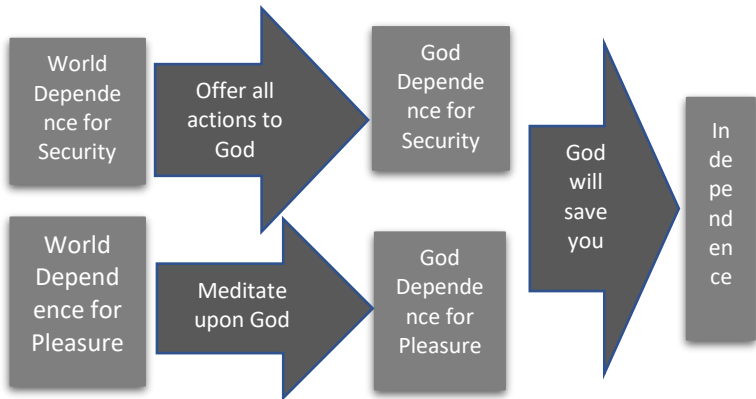 World
Depende
nce for
Security
Offer all
actions to
God
God
Depende
nce for
Security
World
Depend
ence for
Pleasure
Meditate
upon God
God
Depende
nce for
Pleasure
God
will
save
you
In
de
pe
nd
en
ce